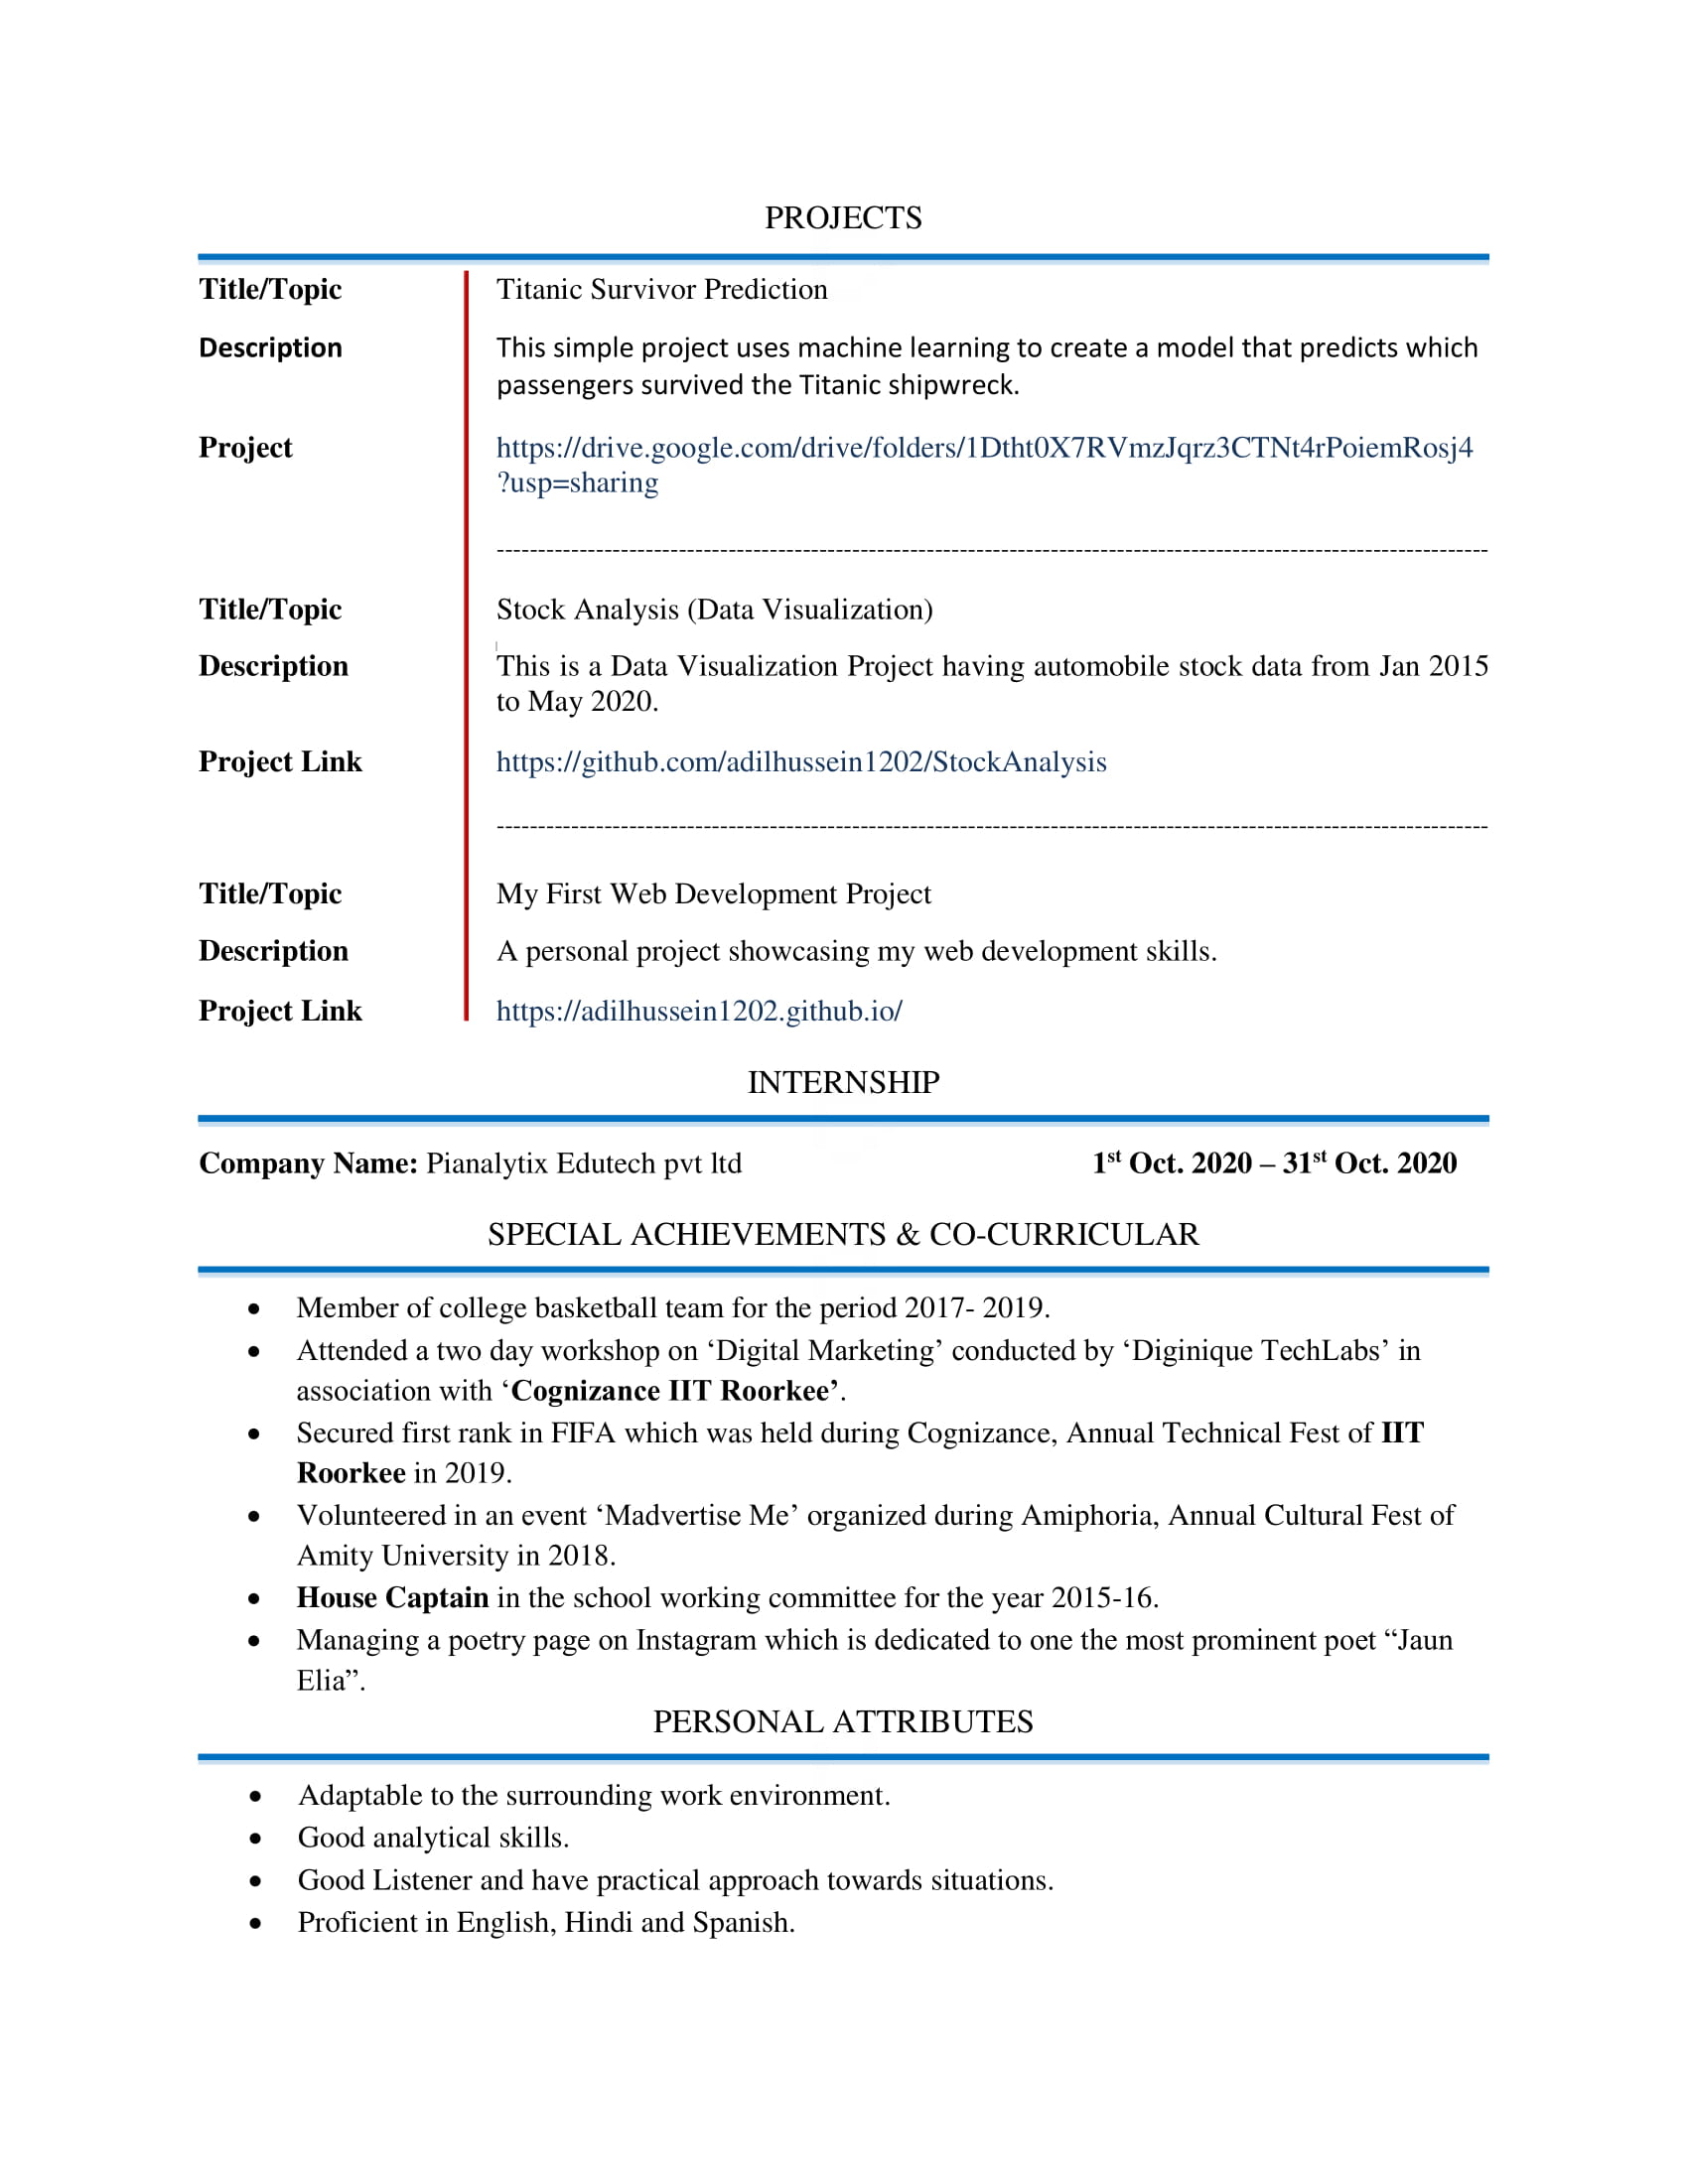 PROJECTS
Title/Topic Titanic Survivor Prediction
Description This simple project uses machine learning to create a model that predicts which
passengers survived the Titanic shipwreck.
Project https://drive.google.com/drive/folders/1Dtht0X7RVmzJqrz3CTNt4rPoiemRosj4
?usp=sharing
------------------------------------------------------------------------------------------------------------------------
Title/Topic Stock Analysis (Data Visualization)
Description This is a Data Visualization Project having automobile stock data from Jan 2015
to May 2020.
Project Link https://github.com/adilhussein1202/StockAnalysis
------------------------------------------------------------------------------------------------------------------------
Title/Topic My First Web Development Project
Description A personal project showcasing my web development skills.
Project Link https://adilhussein1202.github.io/
INTERNSHIP
Company Name: Pianalytix Edutech pvt ltd 1st Oct. 2020 – 31st Oct. 2020
SPECIAL ACHIEVEMENTS & CO-CURRICULAR
• Member of college basketball team for the period 2017- 2019.
• Attended a two day workshop on ‘Digital Marketing’ conducted by ‘Diginique TechLabs’ in
association with ‘Cognizance IIT Roorkee’.
• Secured first rank in FIFA which was held during Cognizance, Annual Technical Fest of IIT
Roorkee in 2019.
• Volunteered in an event ‘Madvertise Me’ organized during Amiphoria, Annual Cultural Fest of
Amity University in 2018.
• House Captain in the school working committee for the year 2015-16.
• Managing a poetry page on Instagram which is dedicated to one the most prominent poet “Jaun
Elia”.
PERSONAL ATTRIBUTES
• Adaptable to the surrounding work environment.
• Good analytical skills.
• Good Listener and have practical approach towards situations.
• Proficient in English, Hindi and Spanish.